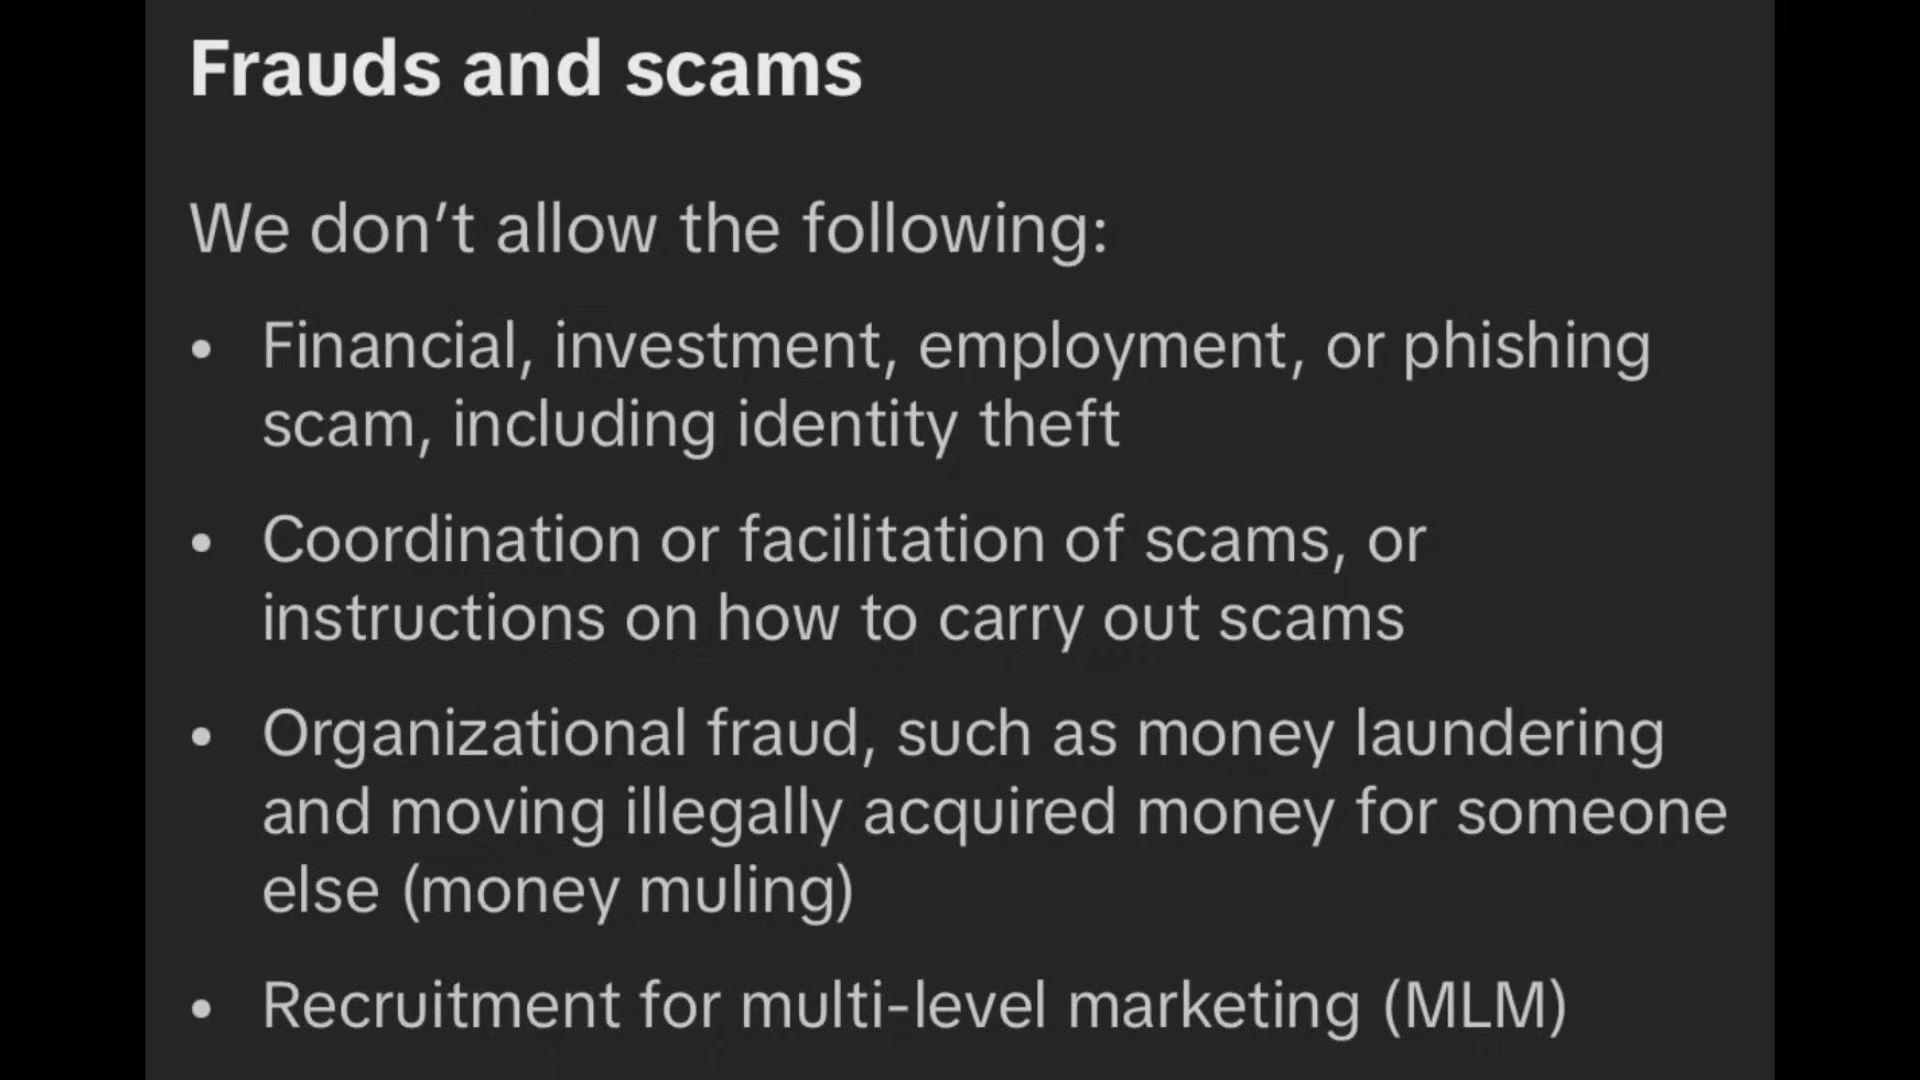 Frauds and scams
We don’t allow the following:
• Financial, investment, employment, or phishing
scam, including identity theft
• Coordination or facilitation of scams, or
instructions on how to carry out scams
• Organizational fraud, such as money laundering
and moving illegally acquired money for someone
else (money muling)
• Recruitment for multi-level marketing (MLM)